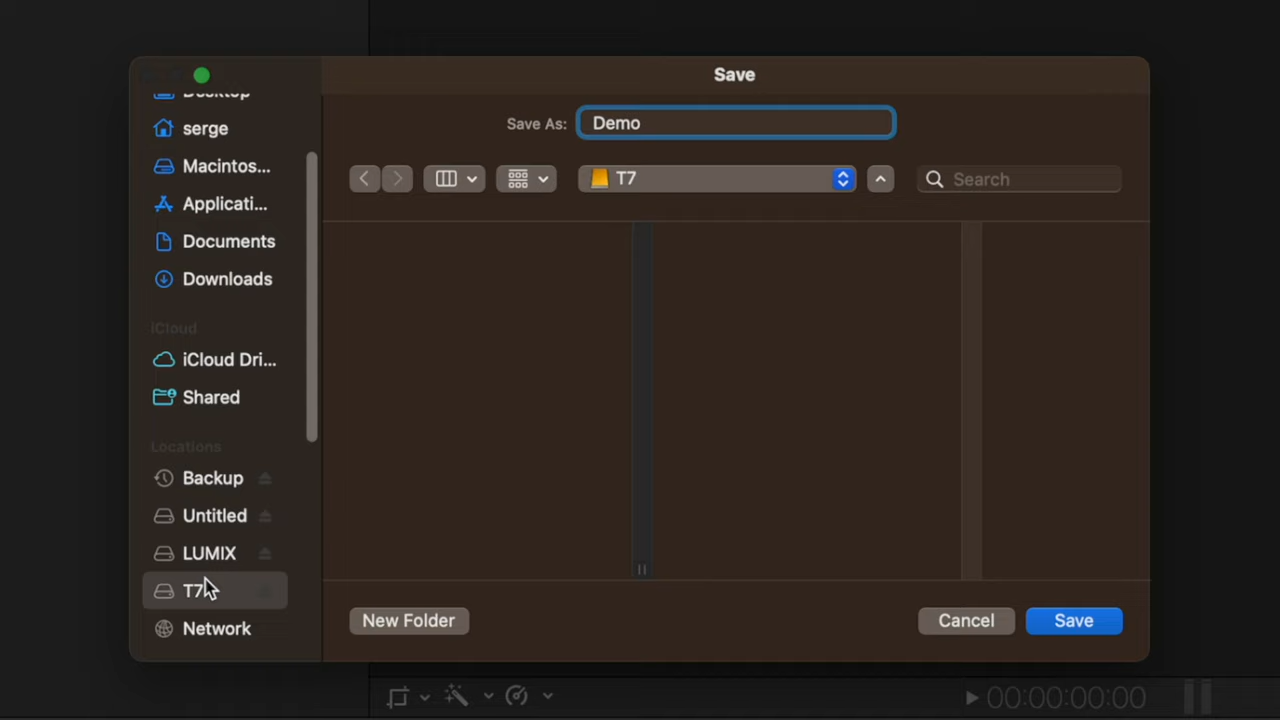 Save
Save As: Demo
T7
Search
Desktop
serge
Macintos...
Applicati...
Documents
Downloads
iCloud
iCloud Dri...
Shared
Locations
Backup
Untitled
LUMIX
T7
Network
New Folder
Cancel
Save
00:00:00:00